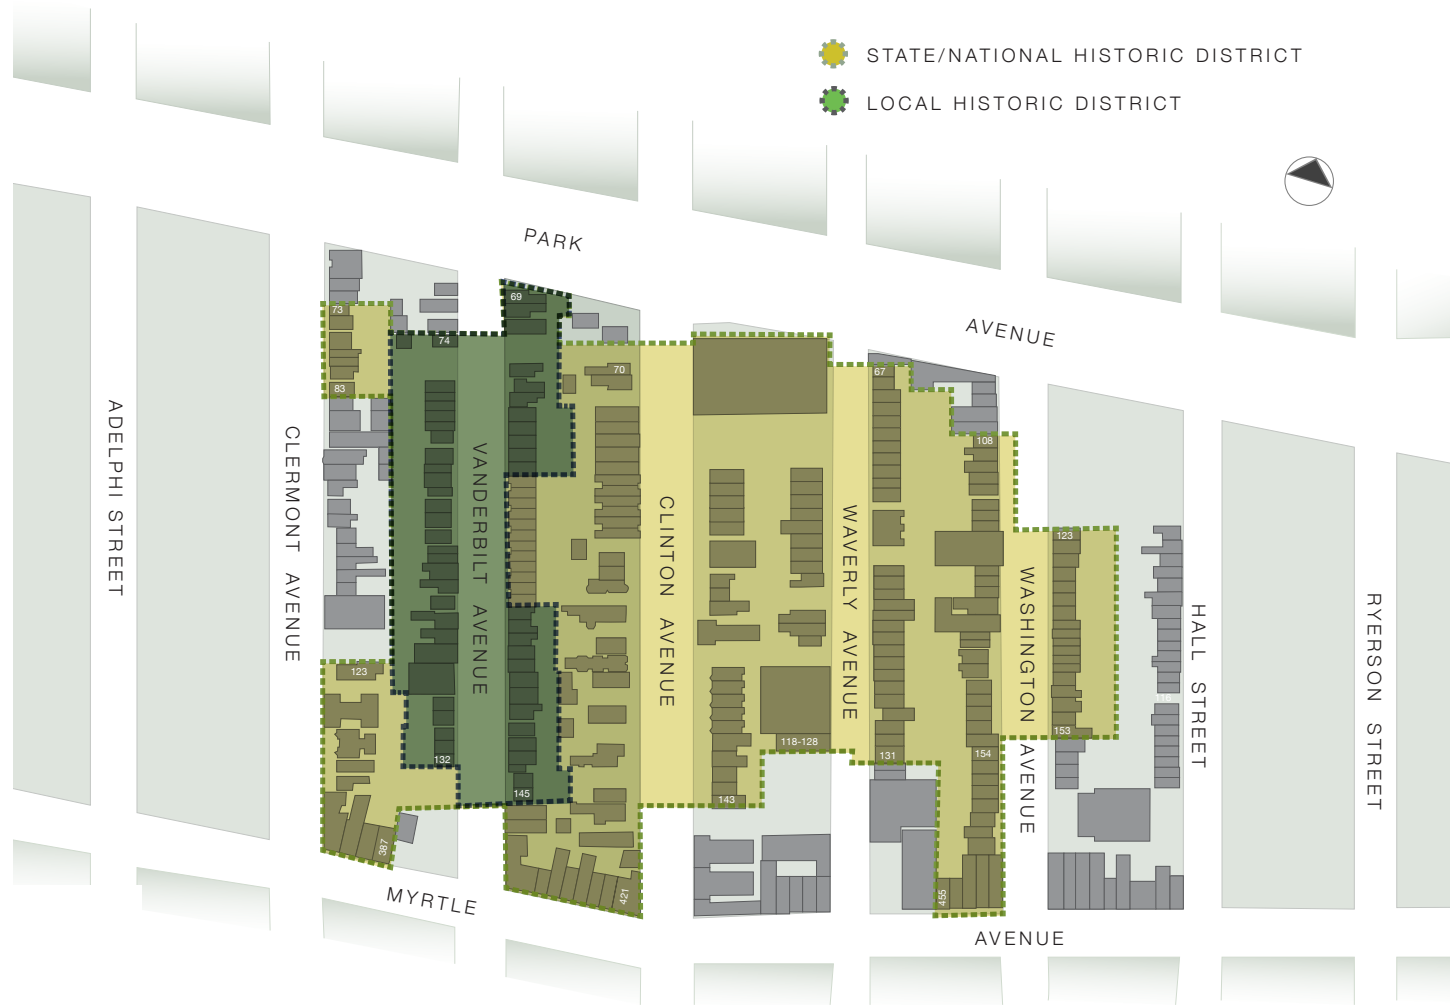 STATE/NATIONAL HISTORIC DISTRICT
LOCAL HISTORIC DISTRICT
PARK
AVENUE
69
73
74
70
67
83
108
ADELPHI STREET
CLERMONT AVENUE
VANDERBILT AVENUE
CLINTON AVENUE
WAVERLY AVENUE
WASHINGTON AVENUE
HALL STREET
RYERSON STREET
123
123
116
153
118-128
131
154
132
145
143
387
421
455
MYRTLE
AVENUE